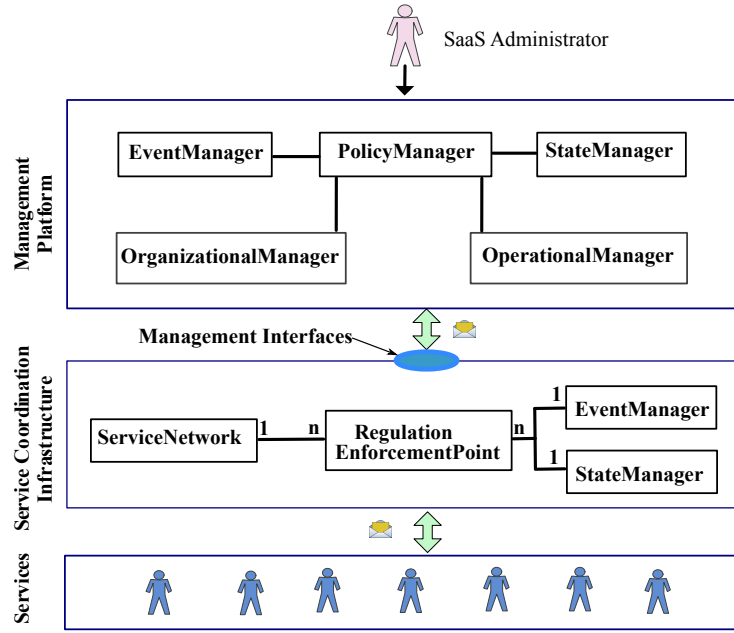 SaaS Administrator
Management
Platform
EventManager
PolicyManager
StateManager
OrganizationalManager
OperationalManager
Management Interfaces
Service Coordination
Infrastructure
ServiceNetwork
1
n
Regulation
EnforcementPoint
n
1
EventManager
1
StateManager
Services